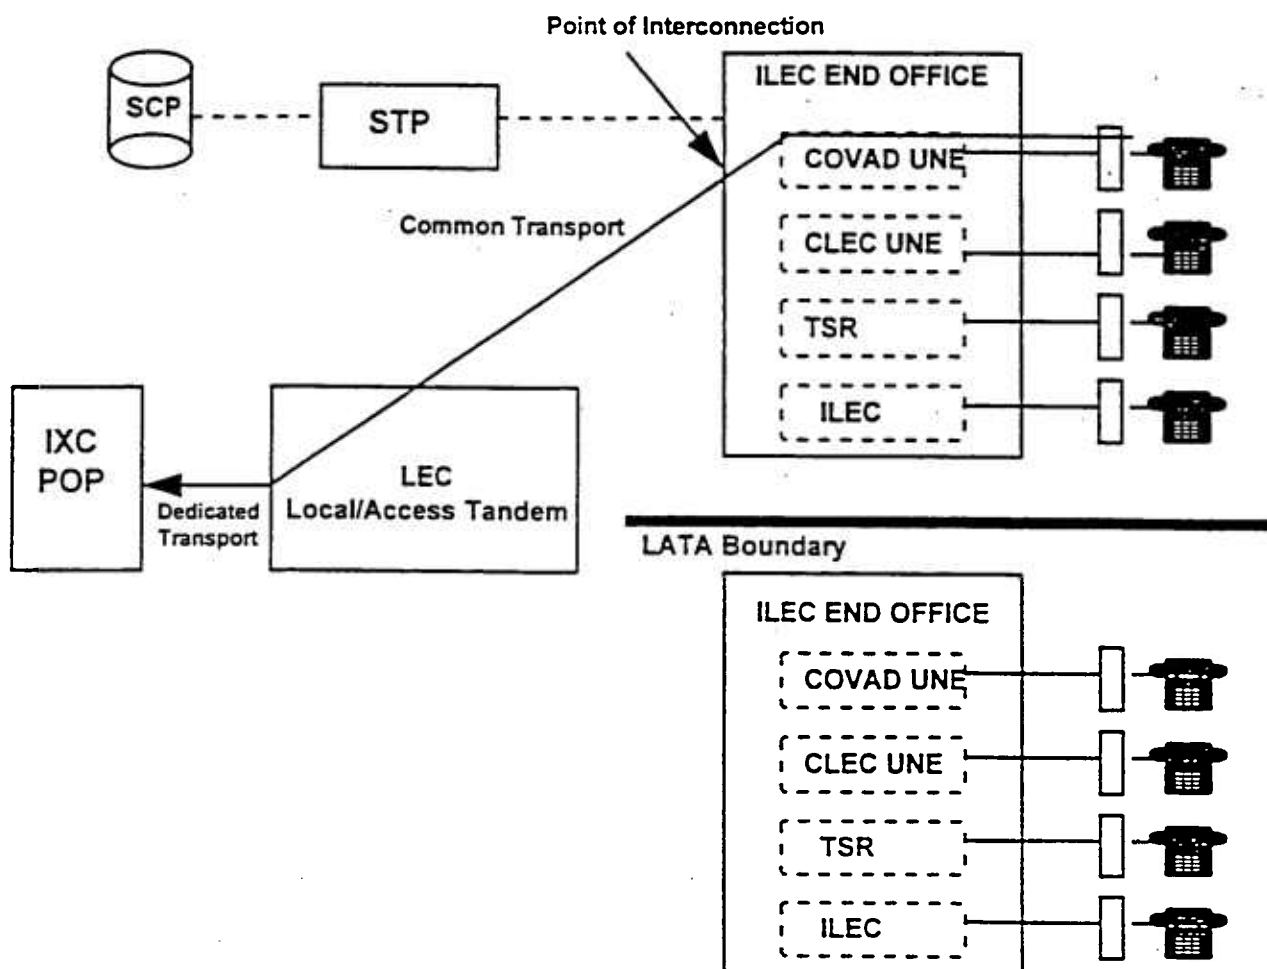 Point of Interconnection
ILEC END OFFICE
SCP
STP
COVAD UNE
Common Transport
CLEC UNE
TSR
ILEC
IXC
POP
LEC
Local/Access Tandem
Dedicated
Transport
LATA Boundary
ILEC END OFFICE
COVAD UNE
CLEC UNE
TSR
ILEC